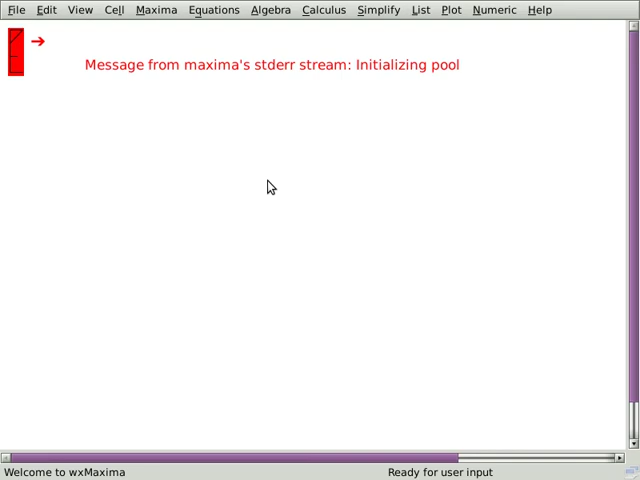 File Edit View Cell Maxima Equations Algebra Calculus Simplify List Plot Numeric Help
Message from maxima's stderr stream: Initializing pool
Welcome to wxMaxima Ready for user input